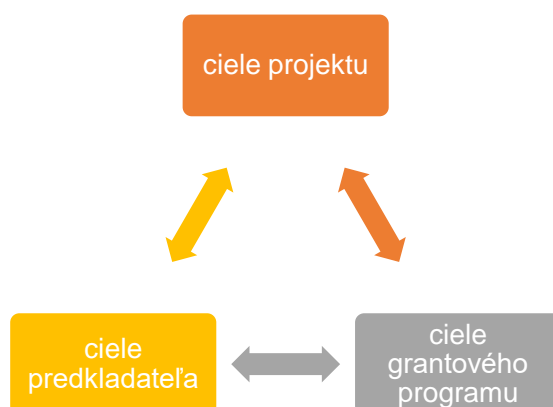 ciele projektu
ciele
predkladateľa
ciele
grantového
programu